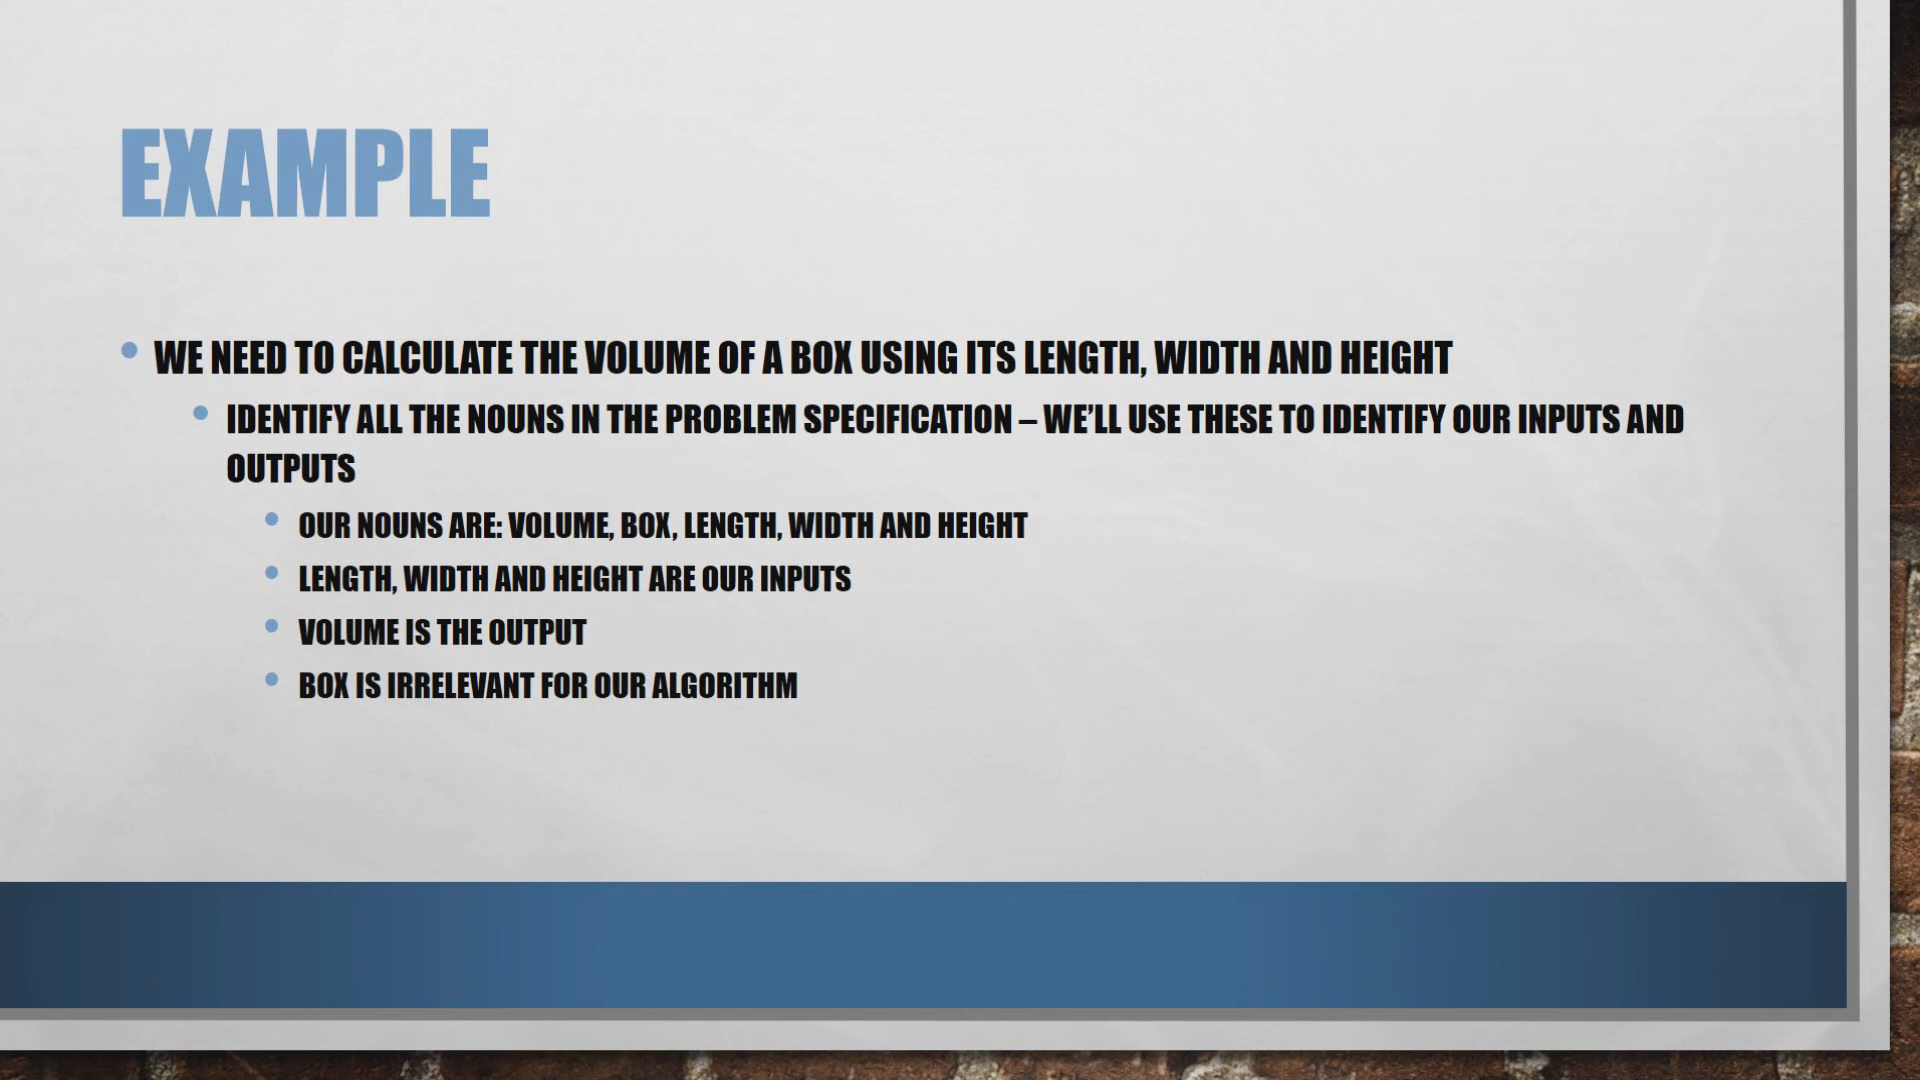 EXAMPLE
WE NEED TO CALCULATE THE VOLUME OF A BOX USING ITS LENGTH, WIDTH AND HEIGHT
IDENTIFY ALL THE NOUNS IN THE PROBLEM SPECIFICATION – WE’LL USE THESE TO IDENTIFY OUR INPUTS AND
OUTPUTS
OUR NOUNS ARE: VOLUME, BOX, LENGTH, WIDTH AND HEIGHT
LENGTH, WIDTH AND HEIGHT ARE OUR INPUTS
VOLUME IS THE OUTPUT
BOX IS IRRELEVANT FOR OUR ALGORITHM